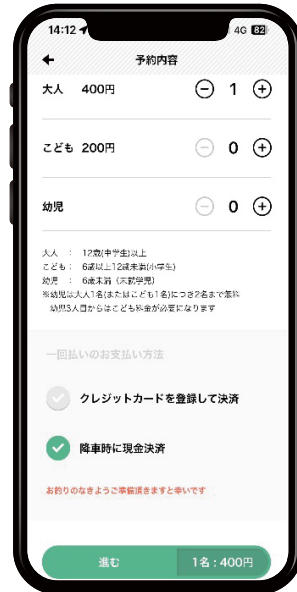 14:12 4G 82
予約内容
大人 400円 1
こども 200円 0
幼児 0
大人 : 12歳(中学生)以上
こども: 6歳以上12歳未満(小学生)
幼児 : 6歳未満 (未就学児)
※幼児は大人1名(またはこども1名)につき2名まで無料
幼児3人目からはこども料金が必要になります
一回払いのお支払い方法
クレジットカードを登録して決済
降車時に現金決済
お釣りのなきようご準備頂きますと幸いです
進む 1名:400円